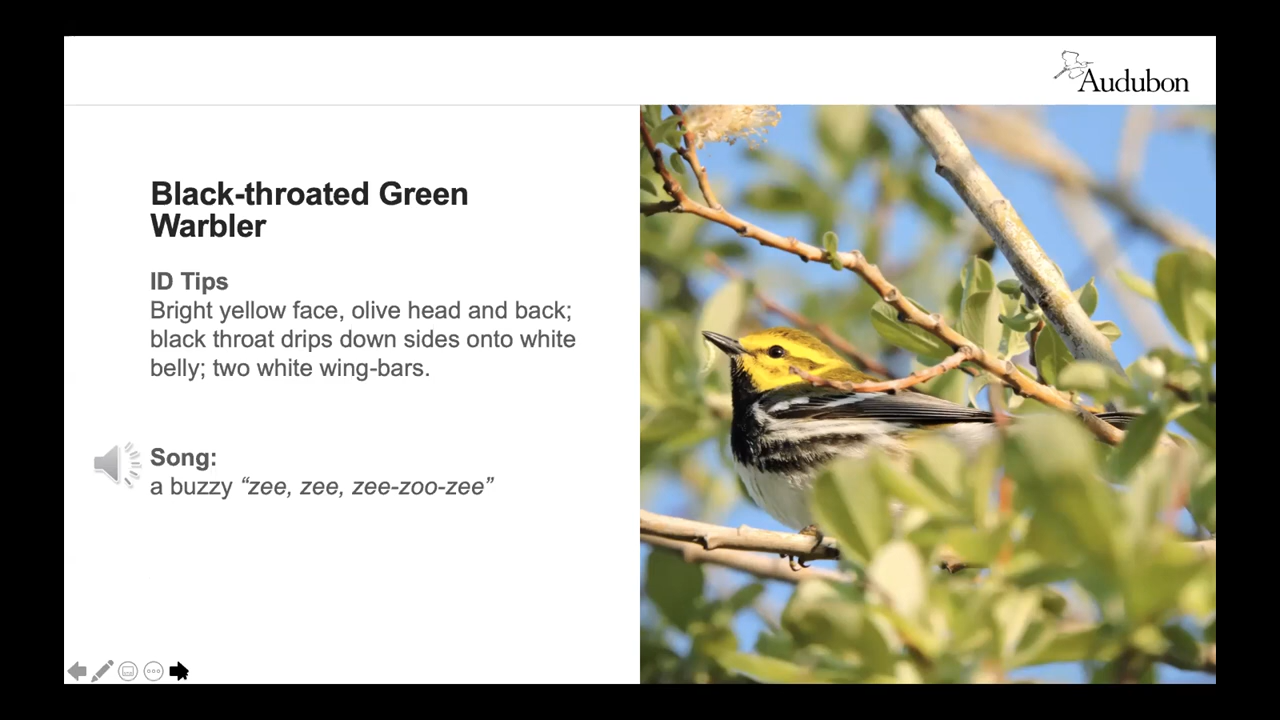 Audubon
Black-throated Green
Warbler
ID Tips
Bright yellow face, olive head and back;
black throat drips down sides onto white
belly; two white wing-bars.
Song:
a buzzy “zee, zee, zee-zoo-zee”